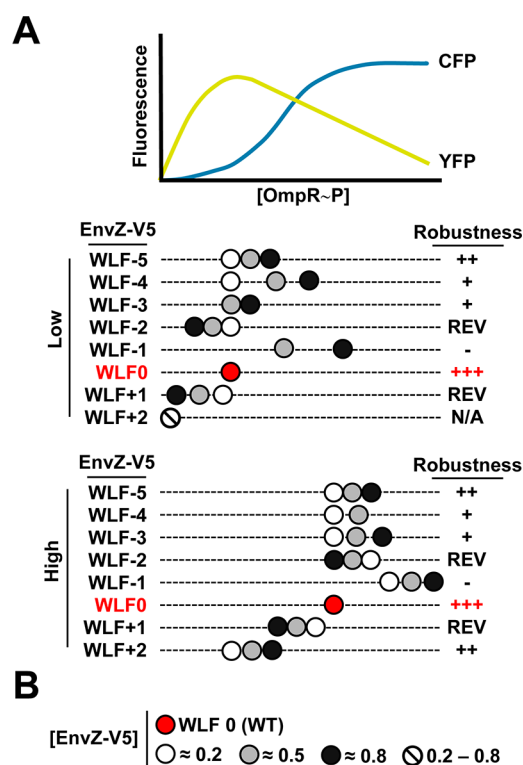 A
Fluorescence
CFP
YFP
[OmpR~P]
EnvZ-V5 Robustness
Low
WLF-5 ++
WLF-4 +
WLF-3 +
WLF-2 REV
WLF-1 -
WLF0 +++
WLF+1 REV
WLF+2 N/A
EnvZ-V5 Robustness
High
WLF-5 ++
WLF-4 +
WLF-3 +
WLF-2 REV
WLF-1 -
WLF0 +++
WLF+1 REV
WLF+2 ++
B
[EnvZ-V5]
WLF 0 (WT)
≈ 0.2 ≈ 0.5 ≈ 0.8 0.2 – 0.8